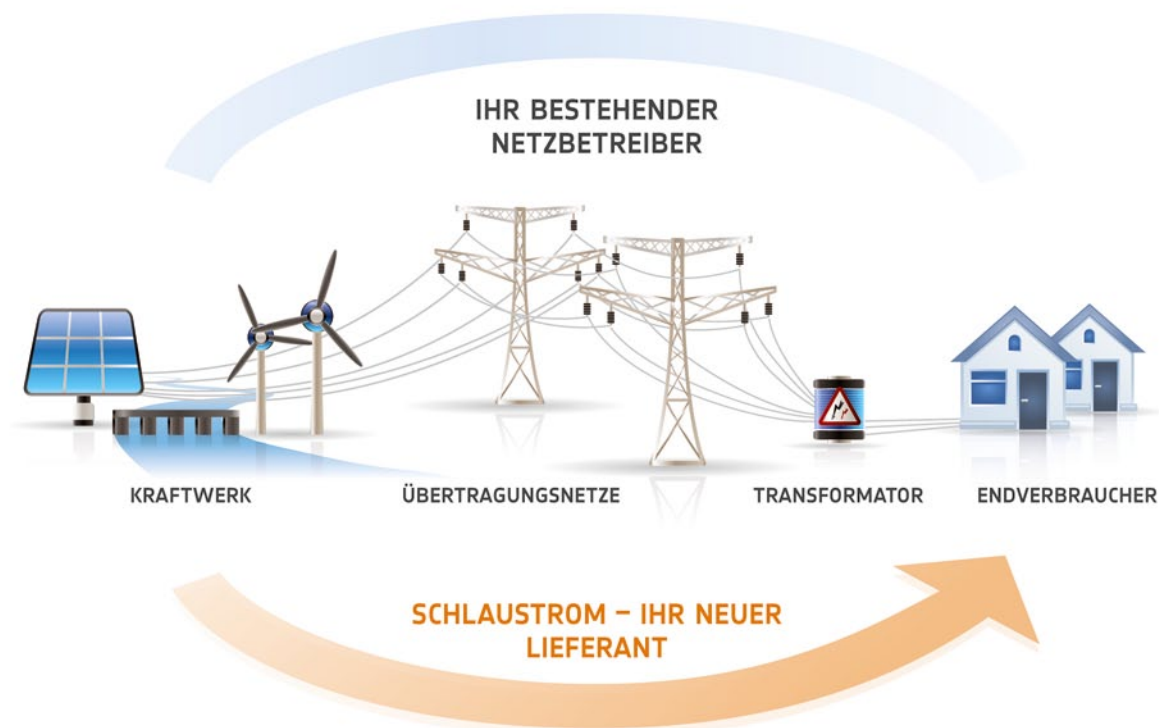 IHR BESTEHENDER
NETZBETREIBER
KRAFTWERK
ÜBERTRAGUNGSNETZE
TRANSFORMATOR
ENDVERBRAUCHER
SCHLAUSTROM – IHR NEUER
LIEFERANT